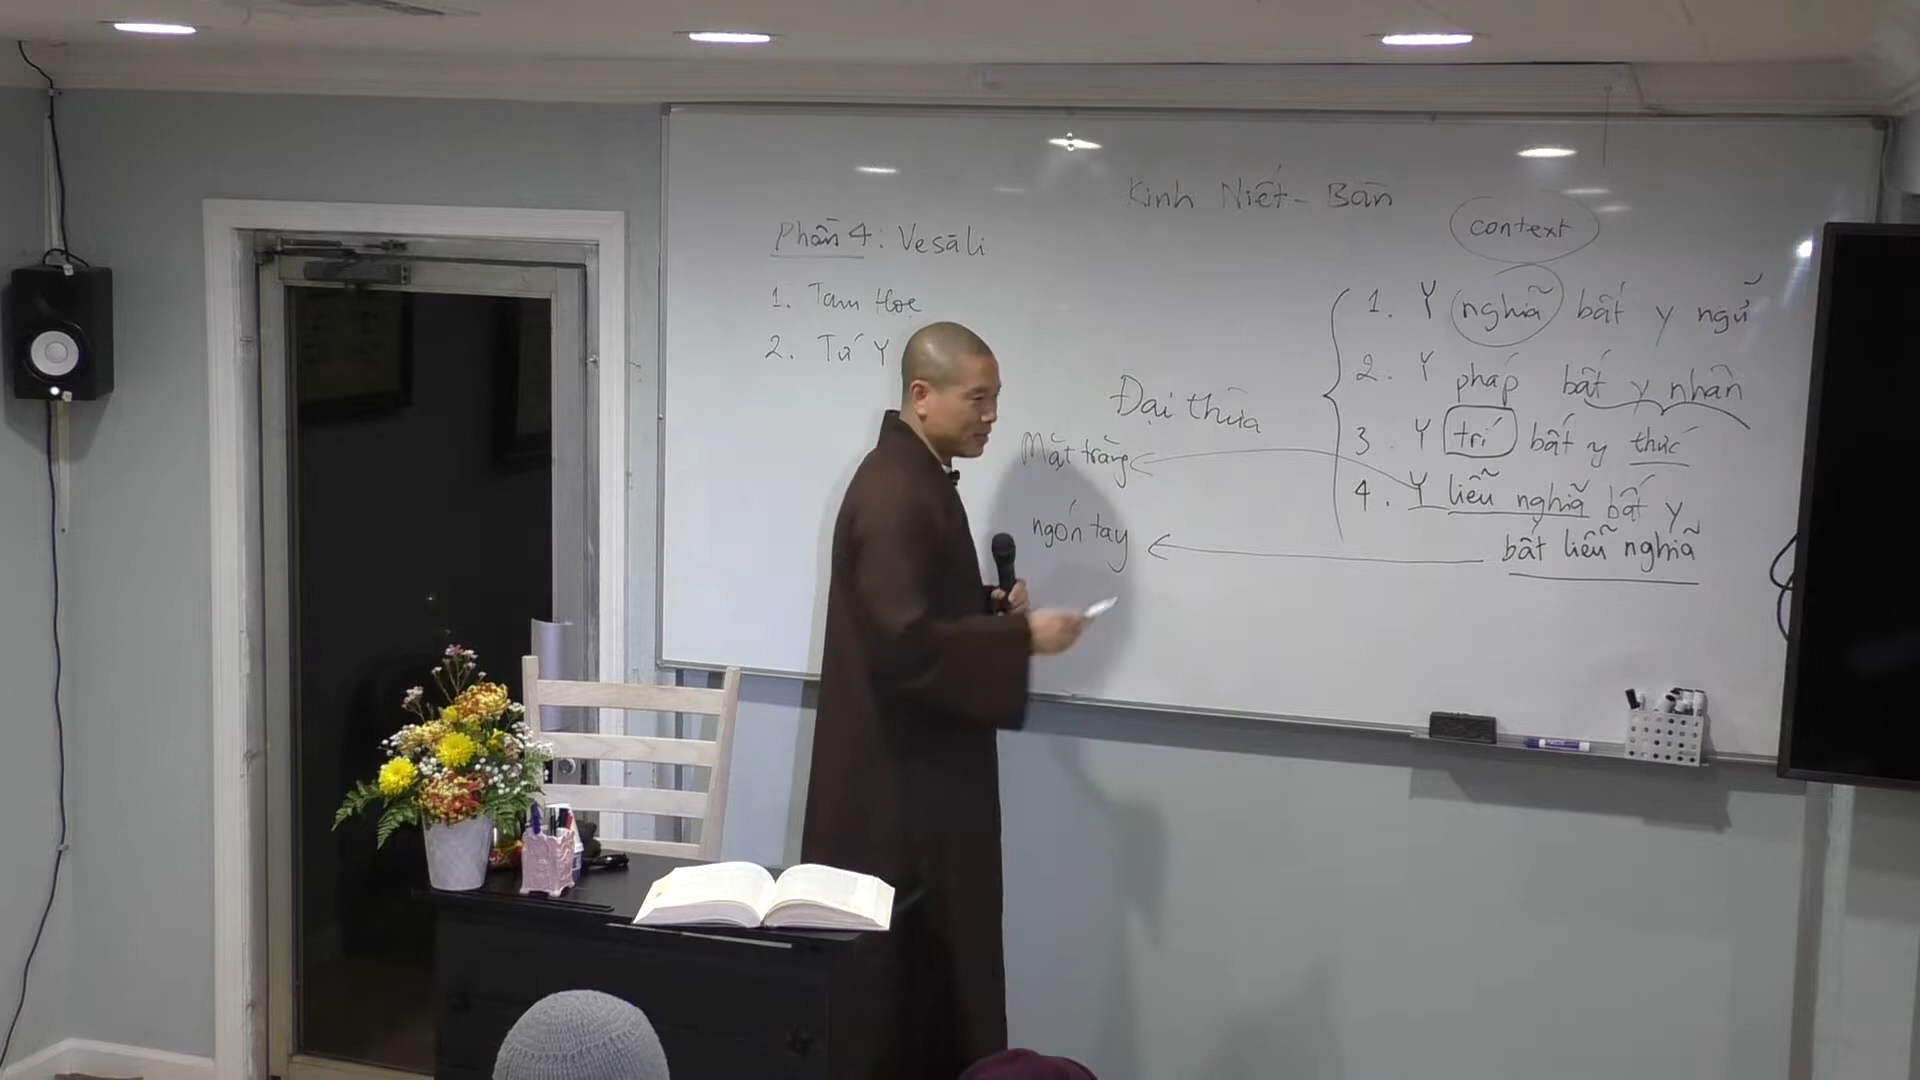 Kinh Niết-Bàn
Phần 4: Vesāli
1. Tam Học
2. Tứ Y
Đại thừa
Mặt trăng
ngón tay
context
1. Y nghĩa bất y ngữ
2. Y pháp bất y nhân
3. Y trí bất y thức
4. Y liễu nghĩa bất y
bất liễu nghĩa